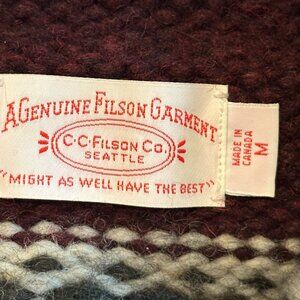 A GENUINE FILSON GARMENT
C·C·FILSON CO.
SEATTLE
"MIGHT AS WELL HAVE THE BEST"
MADE IN
CANADA
M